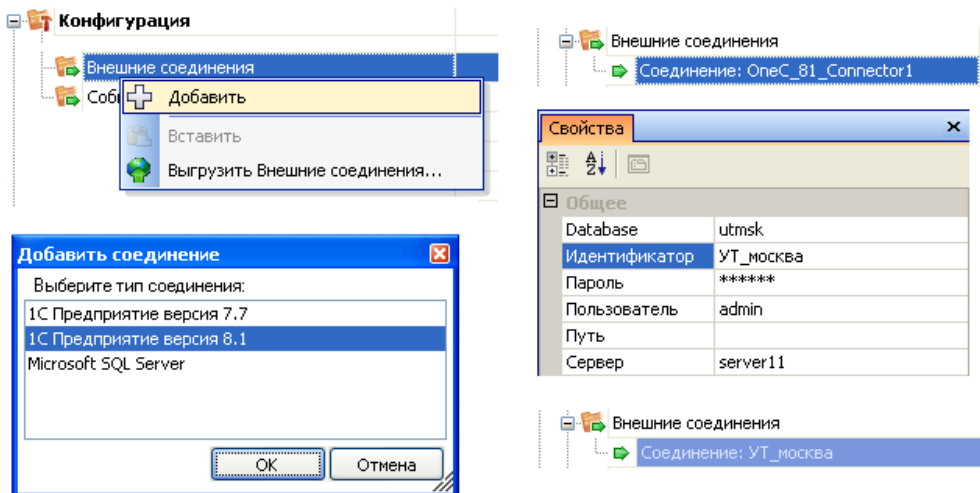 Конфигурация
Внешние соединения
Соб
Добавить
Вставить
Выгрузить Внешние соединения...
Добавить соединение
Выберите тип соединения:
1С Предприятие версия 7.7
1С Предприятие версия 8.1
Microsoft SQL Server
OK
Отмена
Внешние соединения
Соединение: OneC_81_Connector1
Свойства
Общее
Database utmsk
Идентификатор УТ_москва
Пароль ******
Пользователь admin
Путь
Сервер server11
Внешние соединения
Соединение: УТ_москва